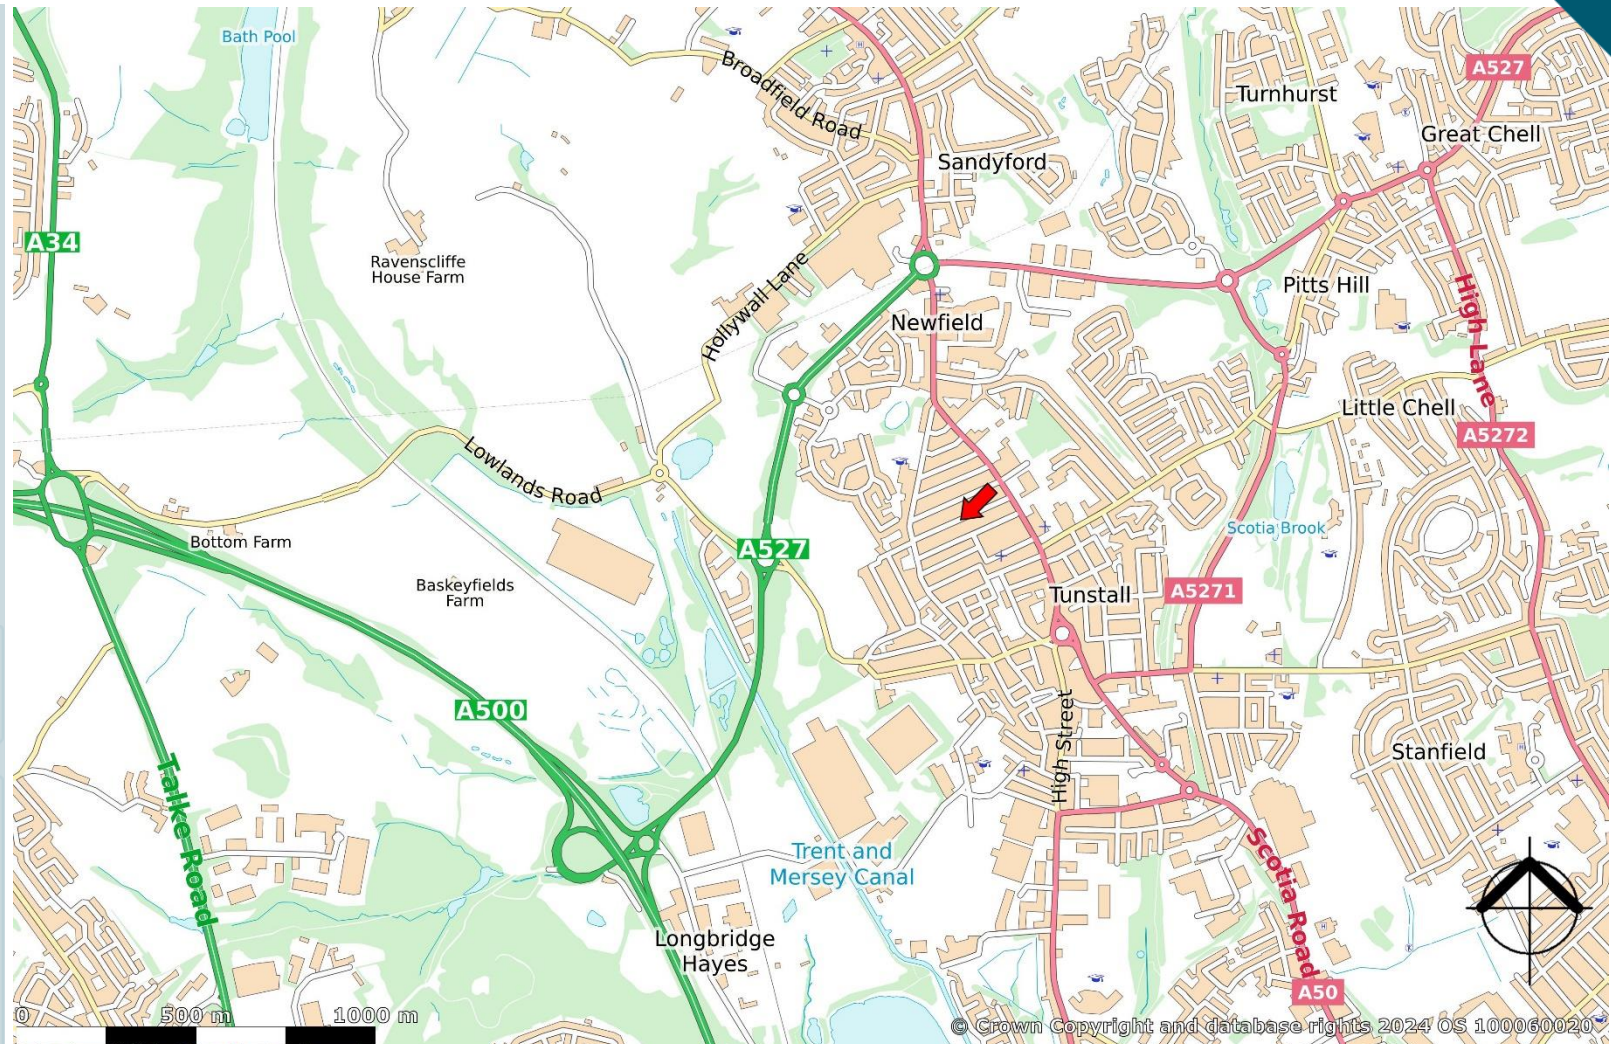 Bath Pool
Broadfield Road
A527
Turnhurst
Great Chell
Sandyford
A34
Ravenscliffe
House Farm
Hollywall Lane
Pitts Hill
High Lane
Newfield
Little Chell
A5272
Lowlands Road
Scotia Brook
Bottom Farm
A527
Baskeyfields
Farm
Tunstall
A5271
A500
High Street
Stanfield
Talke Road
Trent and
Mersey Canal
Scotia Road
Longbridge
Hayes
A50
0 500 m 1000 m
© Crown Copyright and database rights 2024 OS 100060020